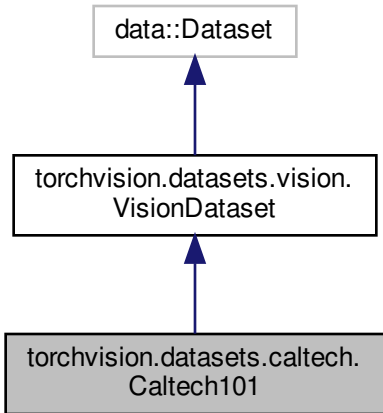 data::Dataset
torchvision.datasets.vision.
VisionDataset
torchvision.datasets.caltech.
Caltech101